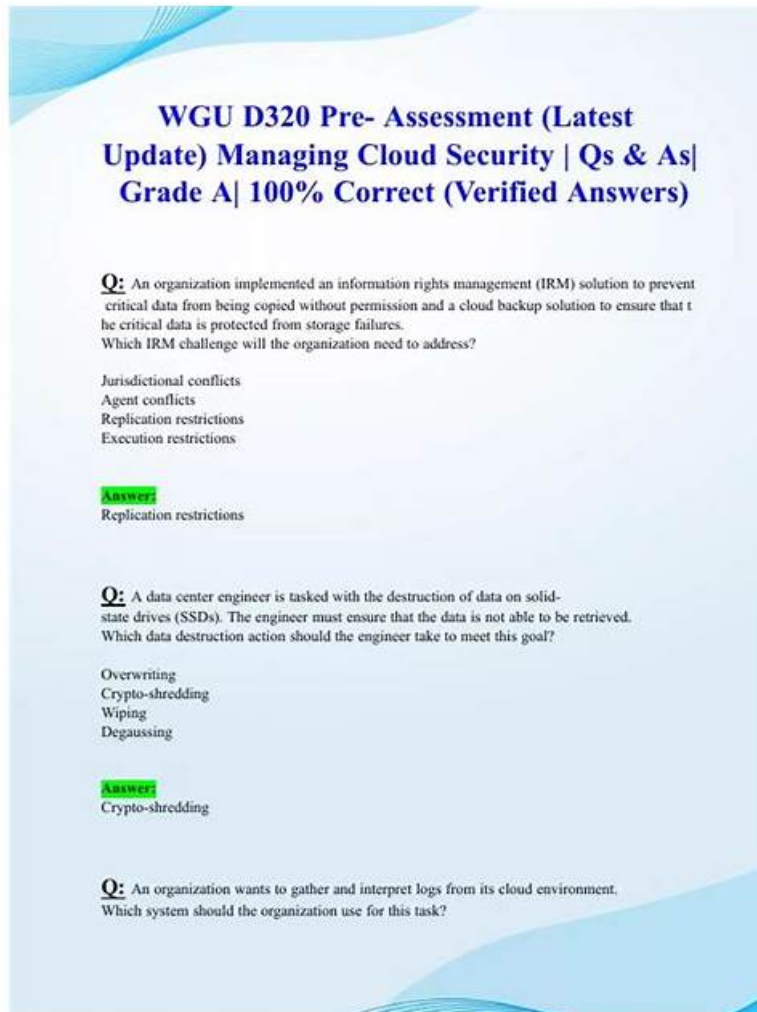 WGU D320 Pre- Assessment (Latest
Update) Managing Cloud Security | Qs & As|
Grade A| 100% Correct (Verified Answers)
Q: An organization implemented an information rights management (IRM) solution to prevent
critical data from being copied without permission and a cloud backup solution to ensure that t
he critical data is protected from storage failures.
Which IRM challenge will the organization need to address?
Jurisdictional conflicts
Agent conflicts
Replication restrictions
Execution restrictions
Answer:
Replication restrictions
Q: A data center engineer is tasked with the destruction of data on solid-
state drives (SSDs). The engineer must ensure that the data is not able to be retrieved.
Which data destruction action should the engineer take to meet this goal?
Overwriting
Crypto-shredding
Wiping
Degaussing
Answer:
Crypto-shredding
Q: An organization wants to gather and interpret logs from its cloud environment.
Which system should the organization use for this task?